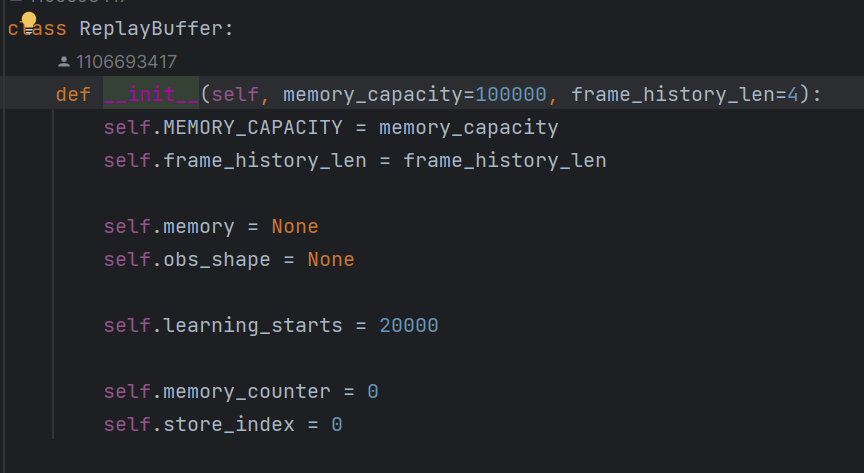 class ReplayBuffer:
1106693417
def __init__(self, memory_capacity=100000, frame_history_len=4):
self.MEMORY_CAPACITY = memory_capacity
self.frame_history_len = frame_history_len
self.memory = None
self.obs_shape = None
self.learning_starts = 20000
self.memory_counter = 0
self.store_index = 0